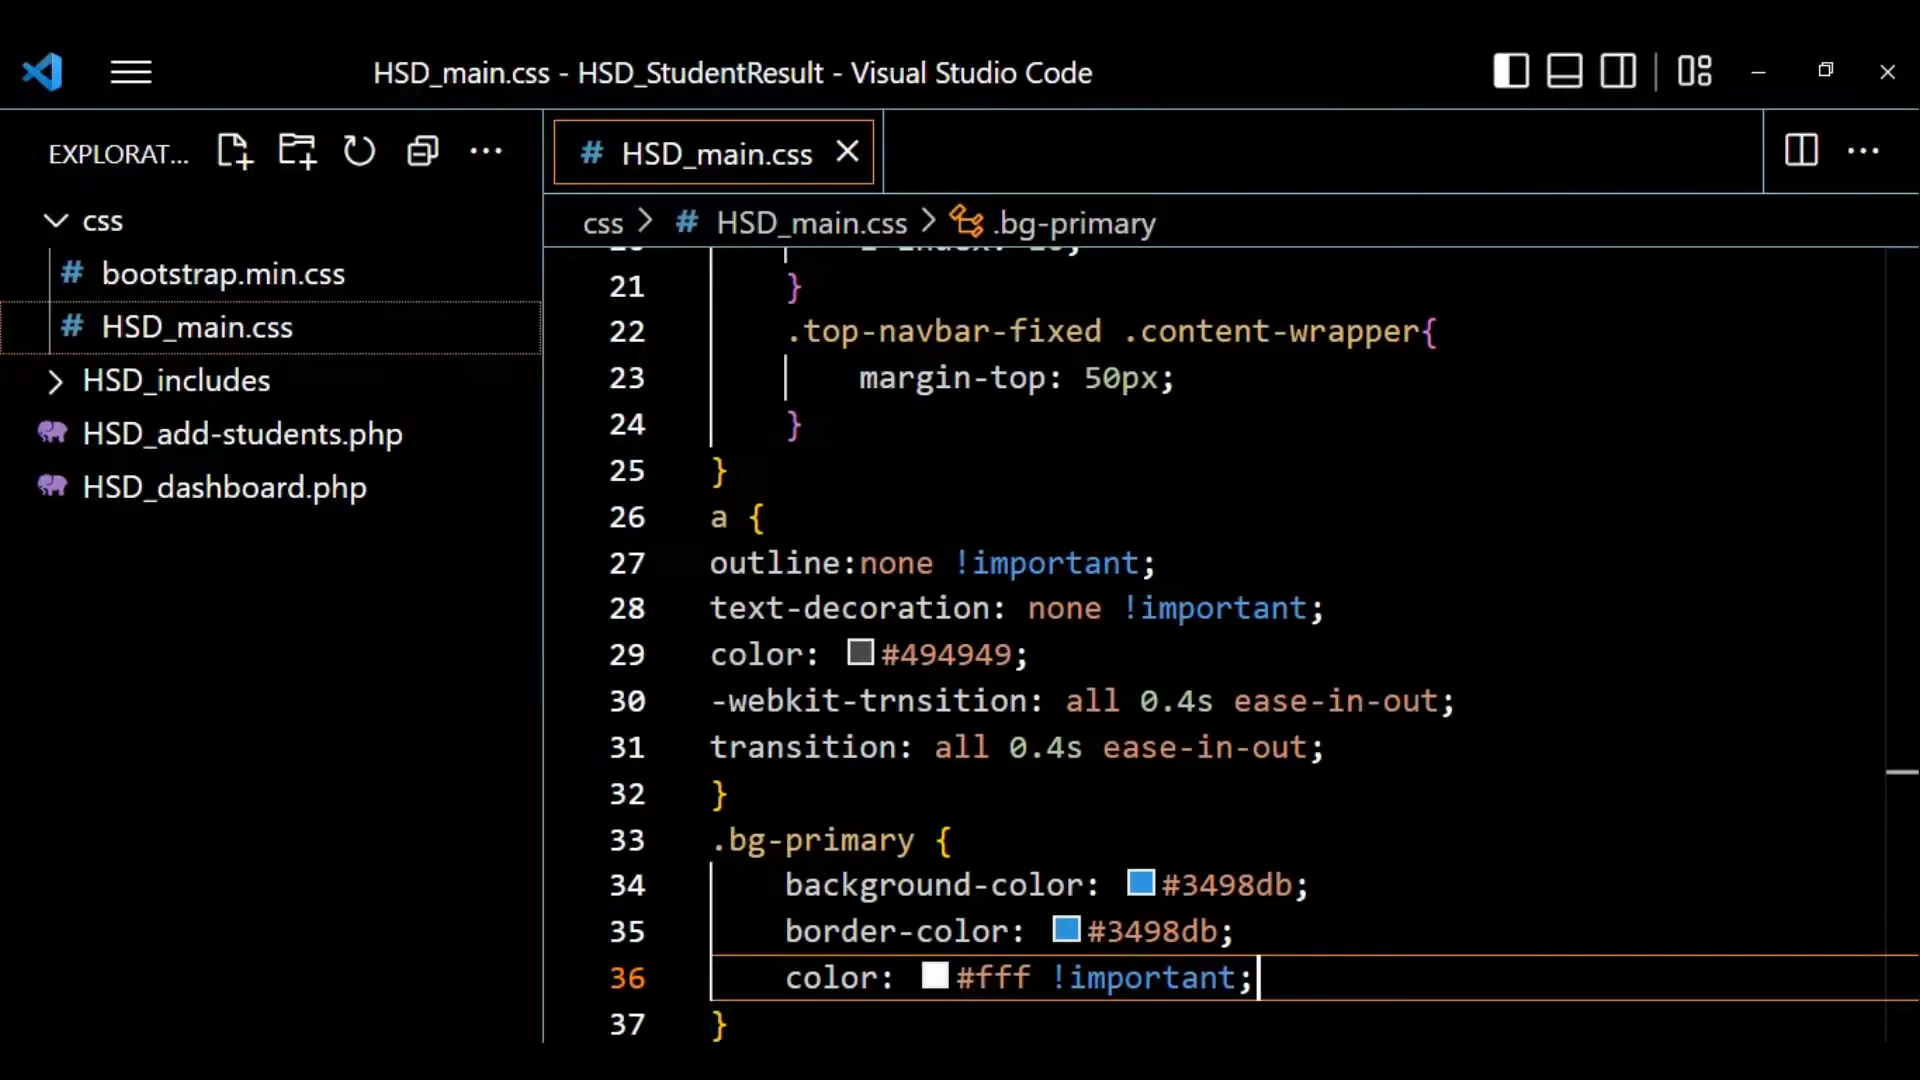 HSD_main.css - HSD_StudentResult - Visual Studio Code
EXPLORAT...
css
bootstrap.min.css
HSD_main.css
HSD_includes
HSD_add-students.php
HSD_dashboard.php
# HSD_main.css
css > # HSD_main.css > .bg-primary
21 }
22 .top-navbar-fixed .content-wrapper{
23 margin-top: 50px;
24 }
25 }
26 a {
27 outline:none !important;
28 text-decoration: none !important;
29 color: #494949;
30 -webkit-trnsition: all 0.4s ease-in-out;
31 transition: all 0.4s ease-in-out;
32 }
33 .bg-primary {
34 background-color: #3498db;
35 border-color: #3498db;
36 color: #fff !important;
37 }